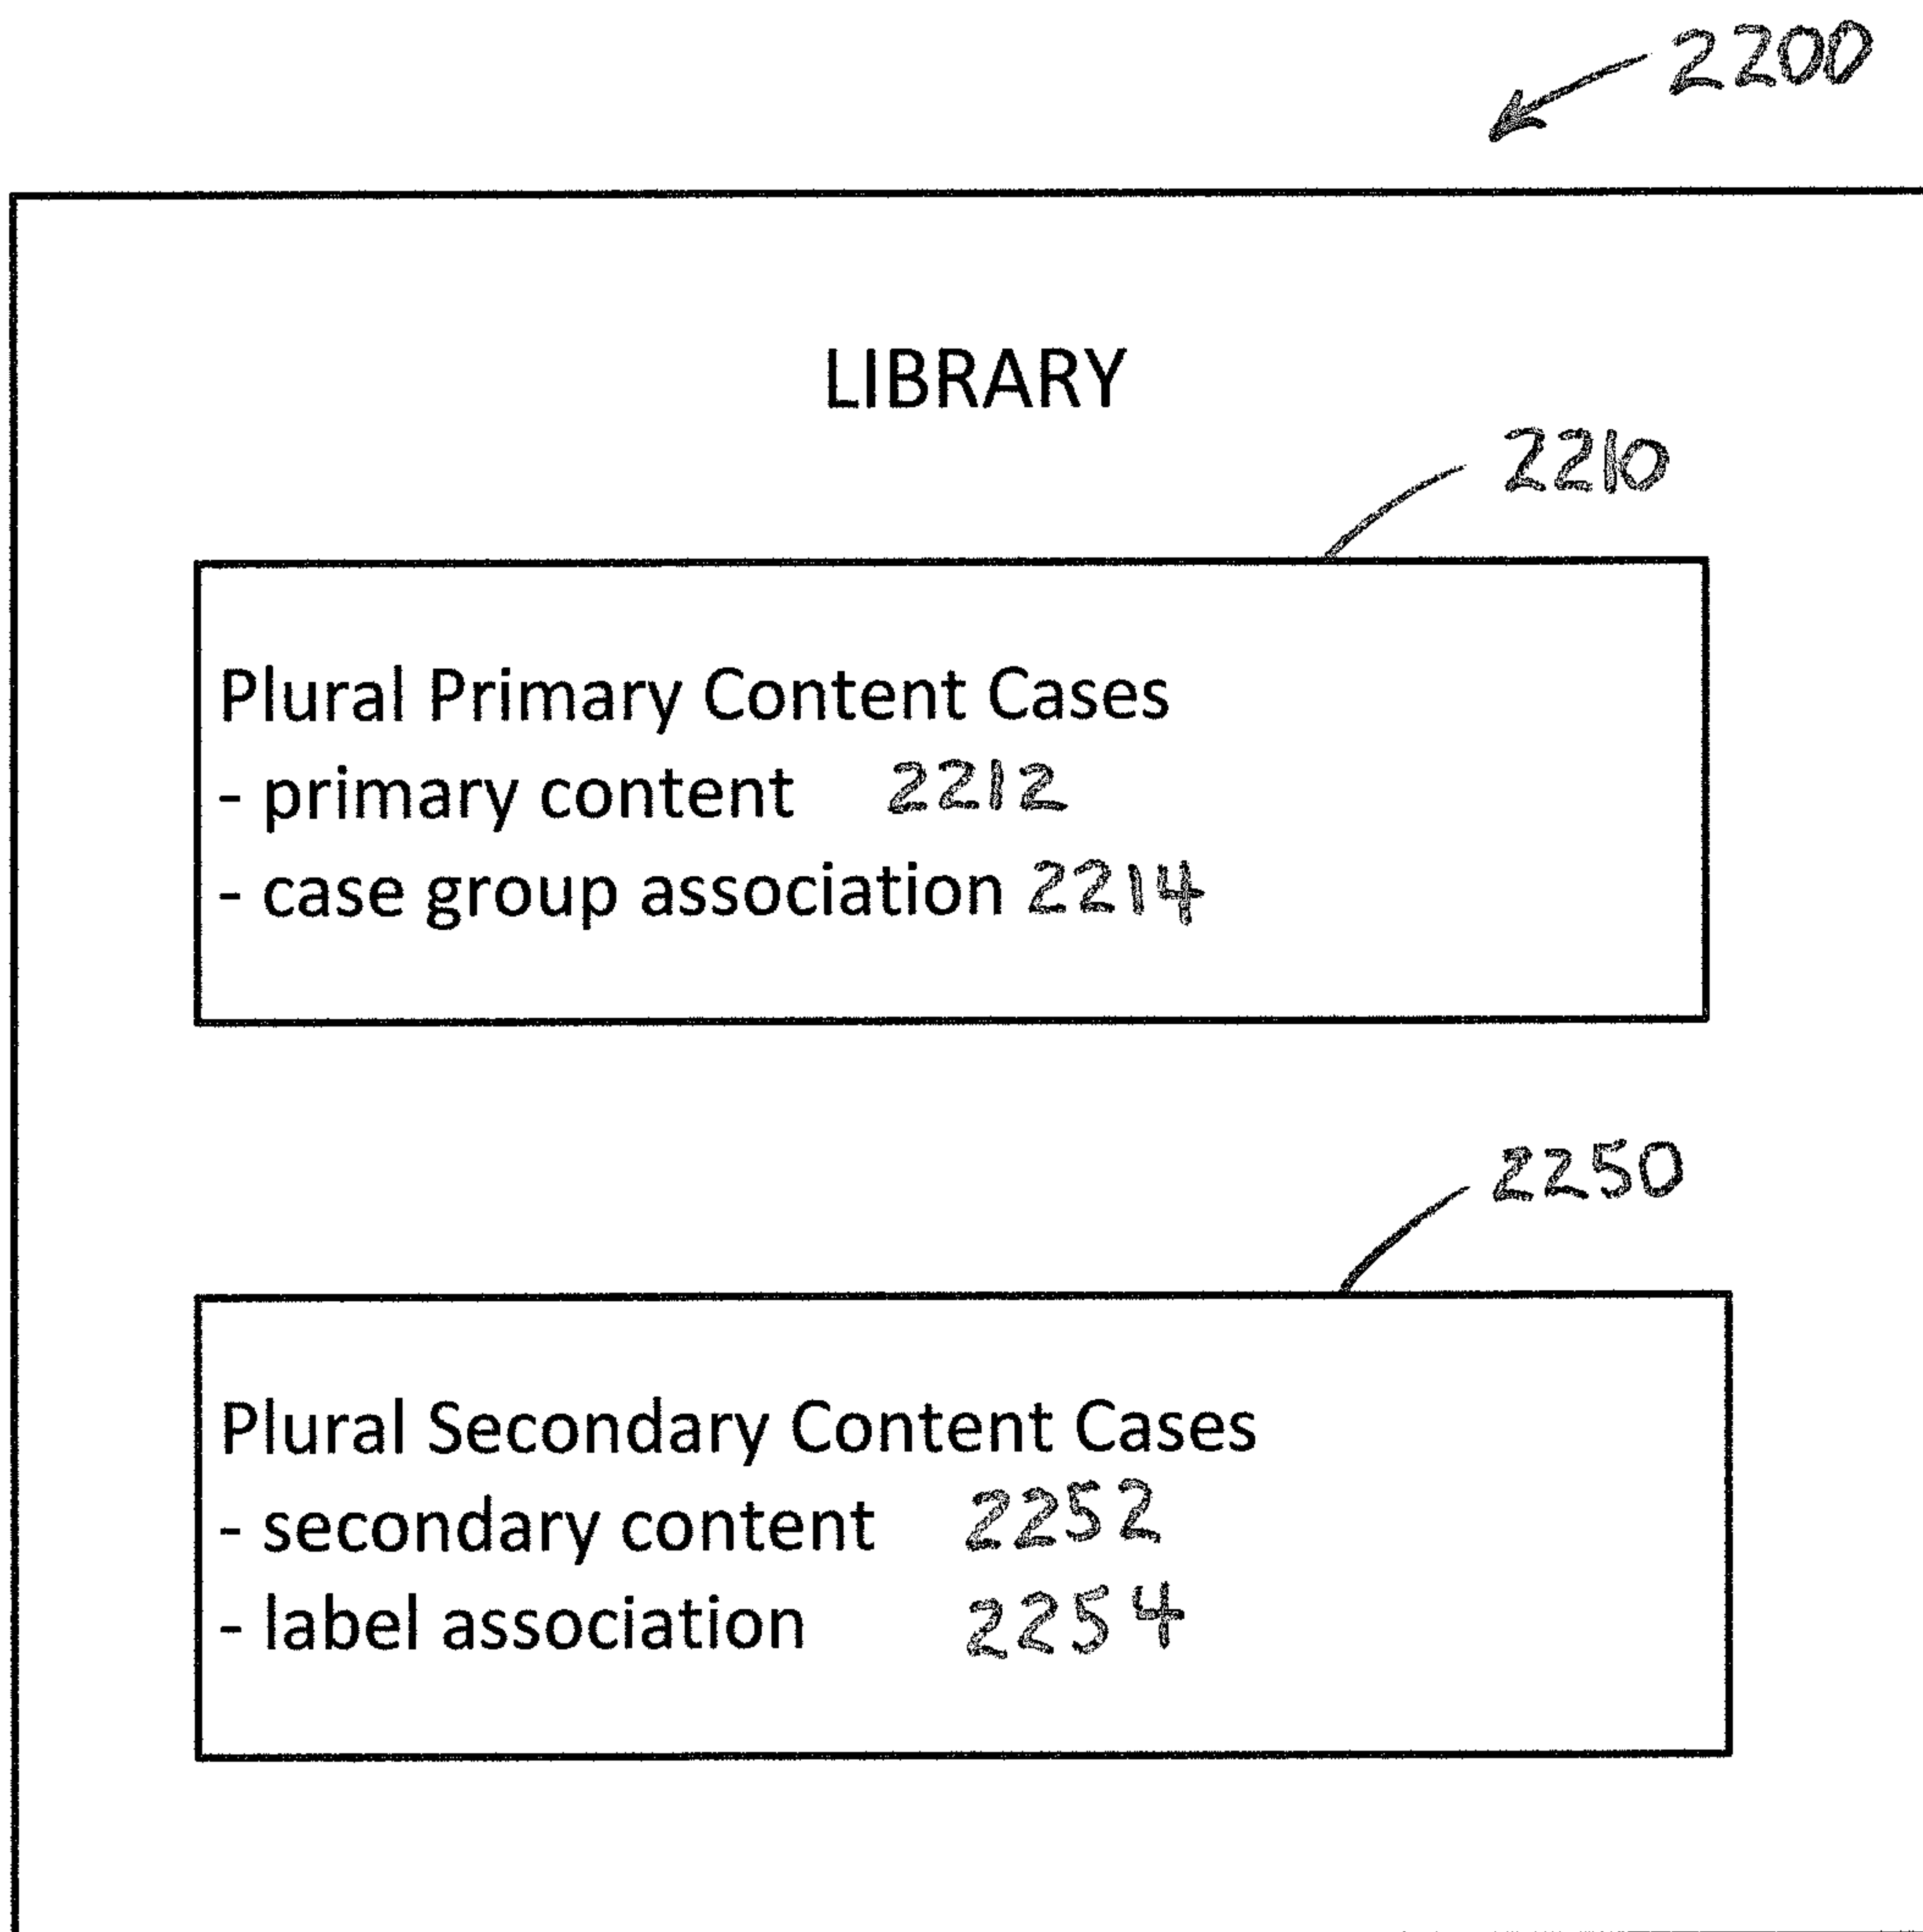 2200
LIBRARY
2210
Plural Primary Content Cases
- primary content 2212
- case group association 2214
2250
Plural Secondary Content Cases
- secondary content 2252
- label association 2254